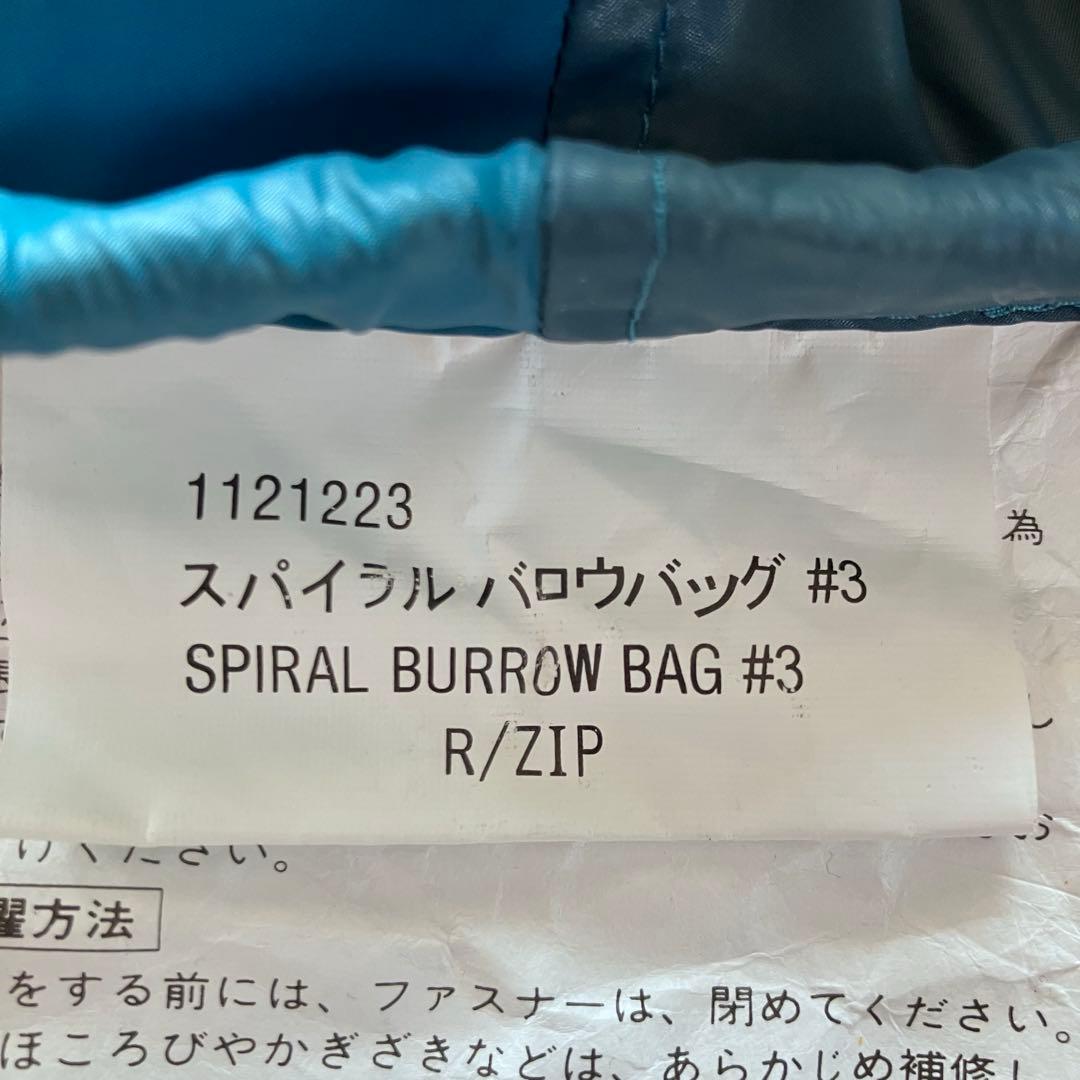 1121223
スパイラル バロウバッグ #3
SPIRAL BURROW BAG #3
R/ZIP
為
けください。
濯方法
をする前には、ファスナーは、閉めてください。
ほころびやかぎざきなどは、あらかじめ補修し